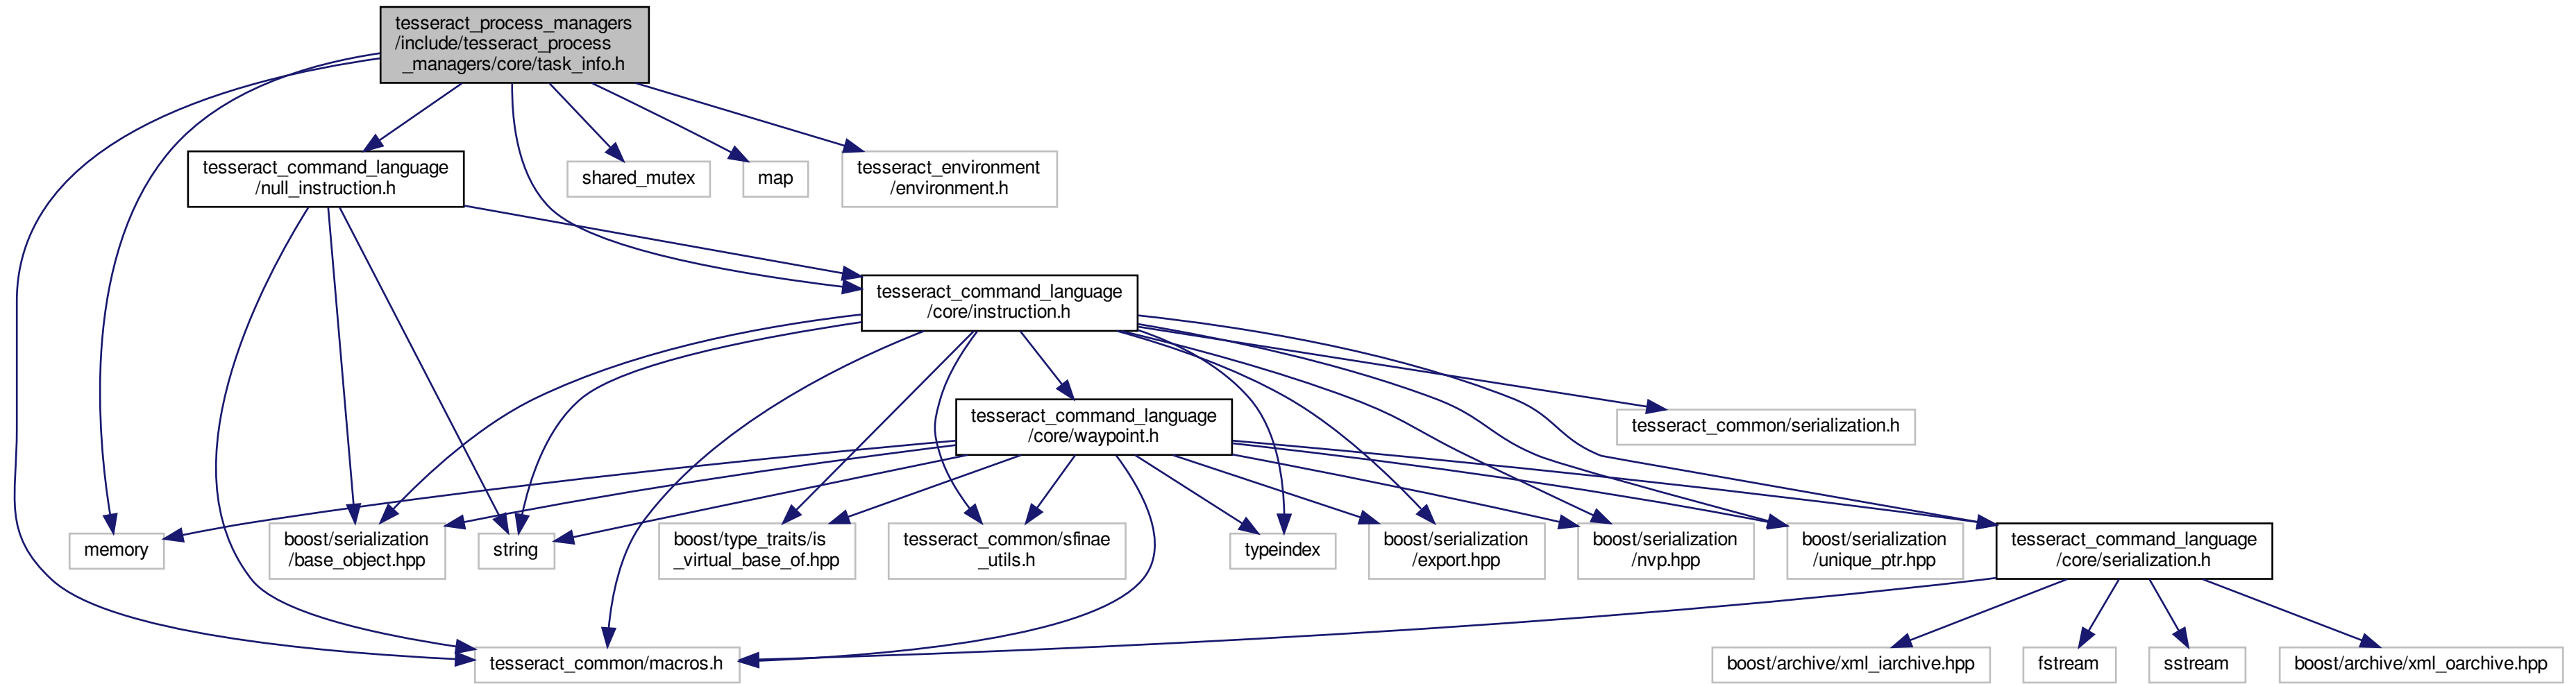 tesseract_process_managers
/include/tesseract_process
_managers/core/task_info.h
tesseract_command_language
/null_instruction.h
shared_mutex
map
tesseract_environment
/environment.h
tesseract_command_language
/core/instruction.h
tesseract_command_language
/core/waypoint.h
tesseract_common/serialization.h
memory
boost/serialization
/base_object.hpp
string
boost/type_traits/is
_virtual_base_of.hpp
tesseract_common/sfinae
_utils.h
typeindex
boost/serialization
/export.hpp
boost/serialization
/nvp.hpp
boost/serialization
/unique_ptr.hpp
tesseract_command_language
/core/serialization.h
tesseract_common/macros.h
boost/archive/xml_iarchive.hpp
fstream
sstream
boost/archive/xml_oarchive.hpp